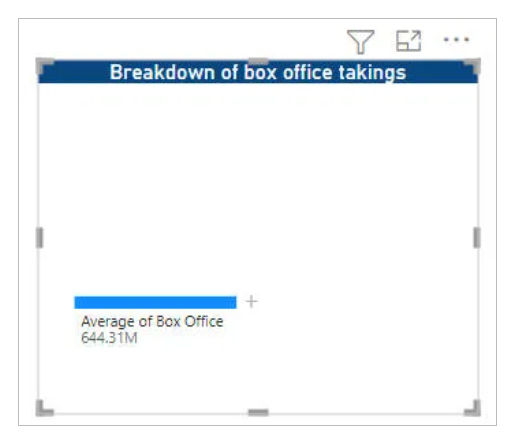 Breakdown of box office takings
Average of Box Office
644.31M